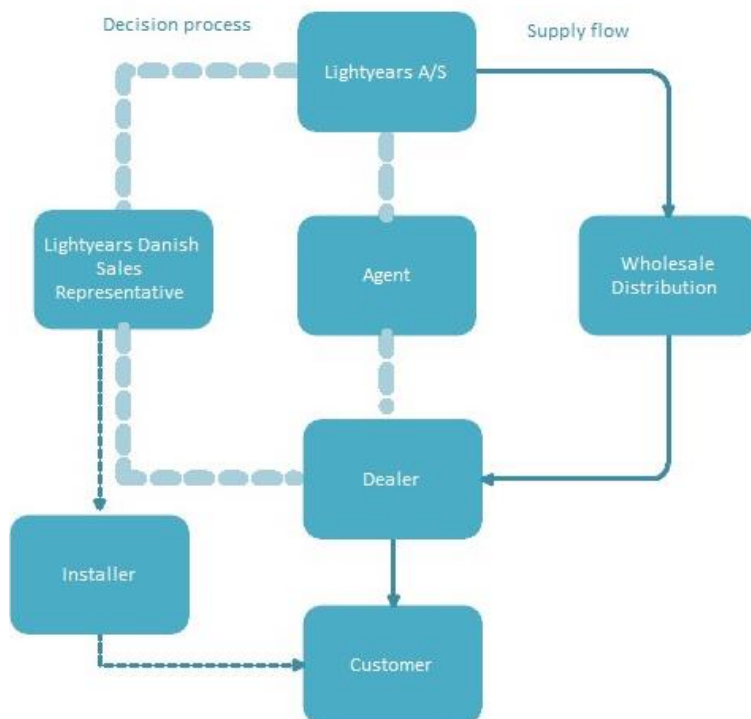 Decision process
Supply flow
Lightyears A/S
Lightyears Danish
Sales
Representative
Agent
Wholesale
Distribution
Dealer
Installer
Customer